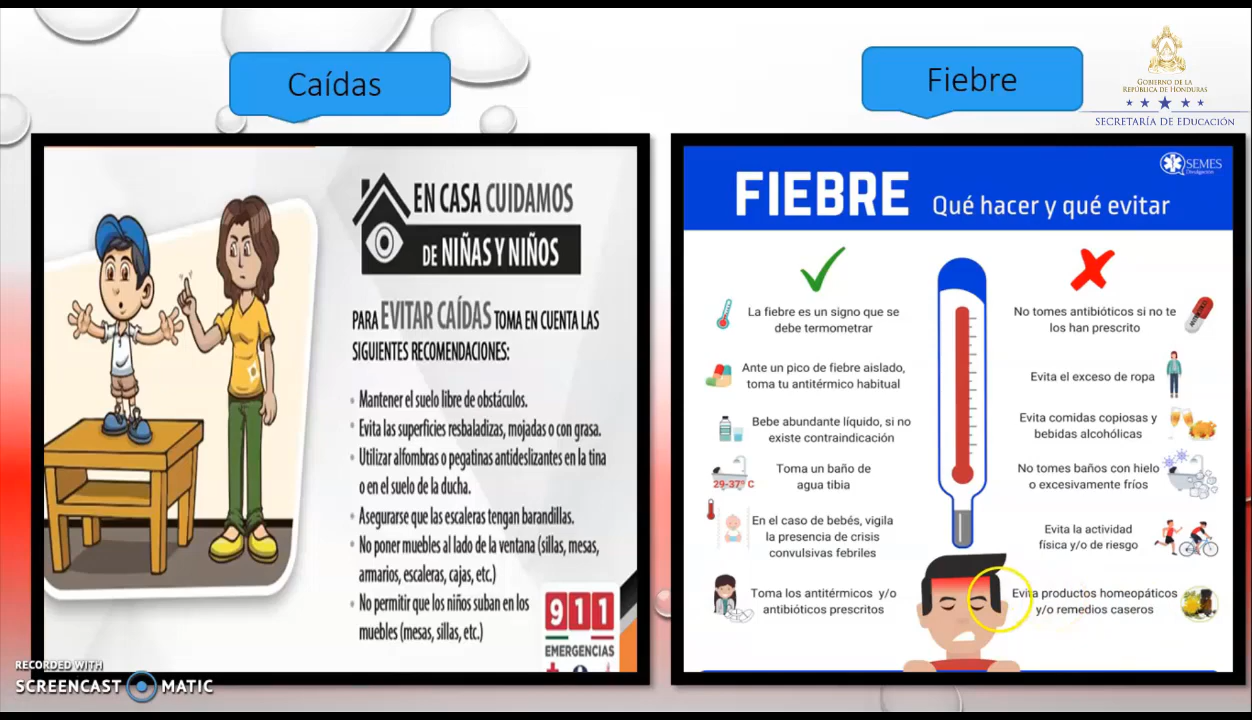 Caídas
Fiebre
GOBIERNO DE LA
REPÚBLICA DE HONDURAS
SECRETARÍA DE EDUCACIÓN
EN CASA CUIDAMOS
DE NIÑAS Y NIÑOS
PARA EVITAR CAÍDAS TOMA EN CUENTA LAS
SIGUIENTES RECOMENDACIONES:
• Mantener el suelo libre de obstáculos.
• Evita las superficies resbaladizas, mojadas o con grasa.
• Utilizar alfombras o pegatinas antideslizantes en la tina
o en el suelo de la ducha.
• Asegurarse que las escaleras tengan barandillas.
• No poner muebles al lado de la ventana (sillas, mesas,
armarios, escaleras, cajas, etc.)
• No permitir que los niños suban en los
muebles (mesas, sillas, etc.)
911
EMERGENCIAS
SEMES
Divulgación
FIEBRE Qué hacer y qué evitar
La fiebre es un signo que se
debe termometrar
Ante un pico de fiebre aislado,
toma tu antitérmico habitual
Bebe abundante líquido, si no
existe contraindicación
29-37º C
Toma un baño de
agua tibia
En el caso de bebés, vigila
la presencia de crisis
convulsivas febriles
Toma los antitérmicos y/o
antibióticos prescritos
No tomes antibióticos si no te
los han prescrito
Evita el exceso de ropa
Evita comidas copiosas y
bebidas alcohólicas
No tomes baños con hielo
o excesivamente fríos
Evita la actividad
física y/o de riesgo
Evita productos homeopáticos
y/o remedios caseros
RECORDED WITH
SCREENCAST MATIC